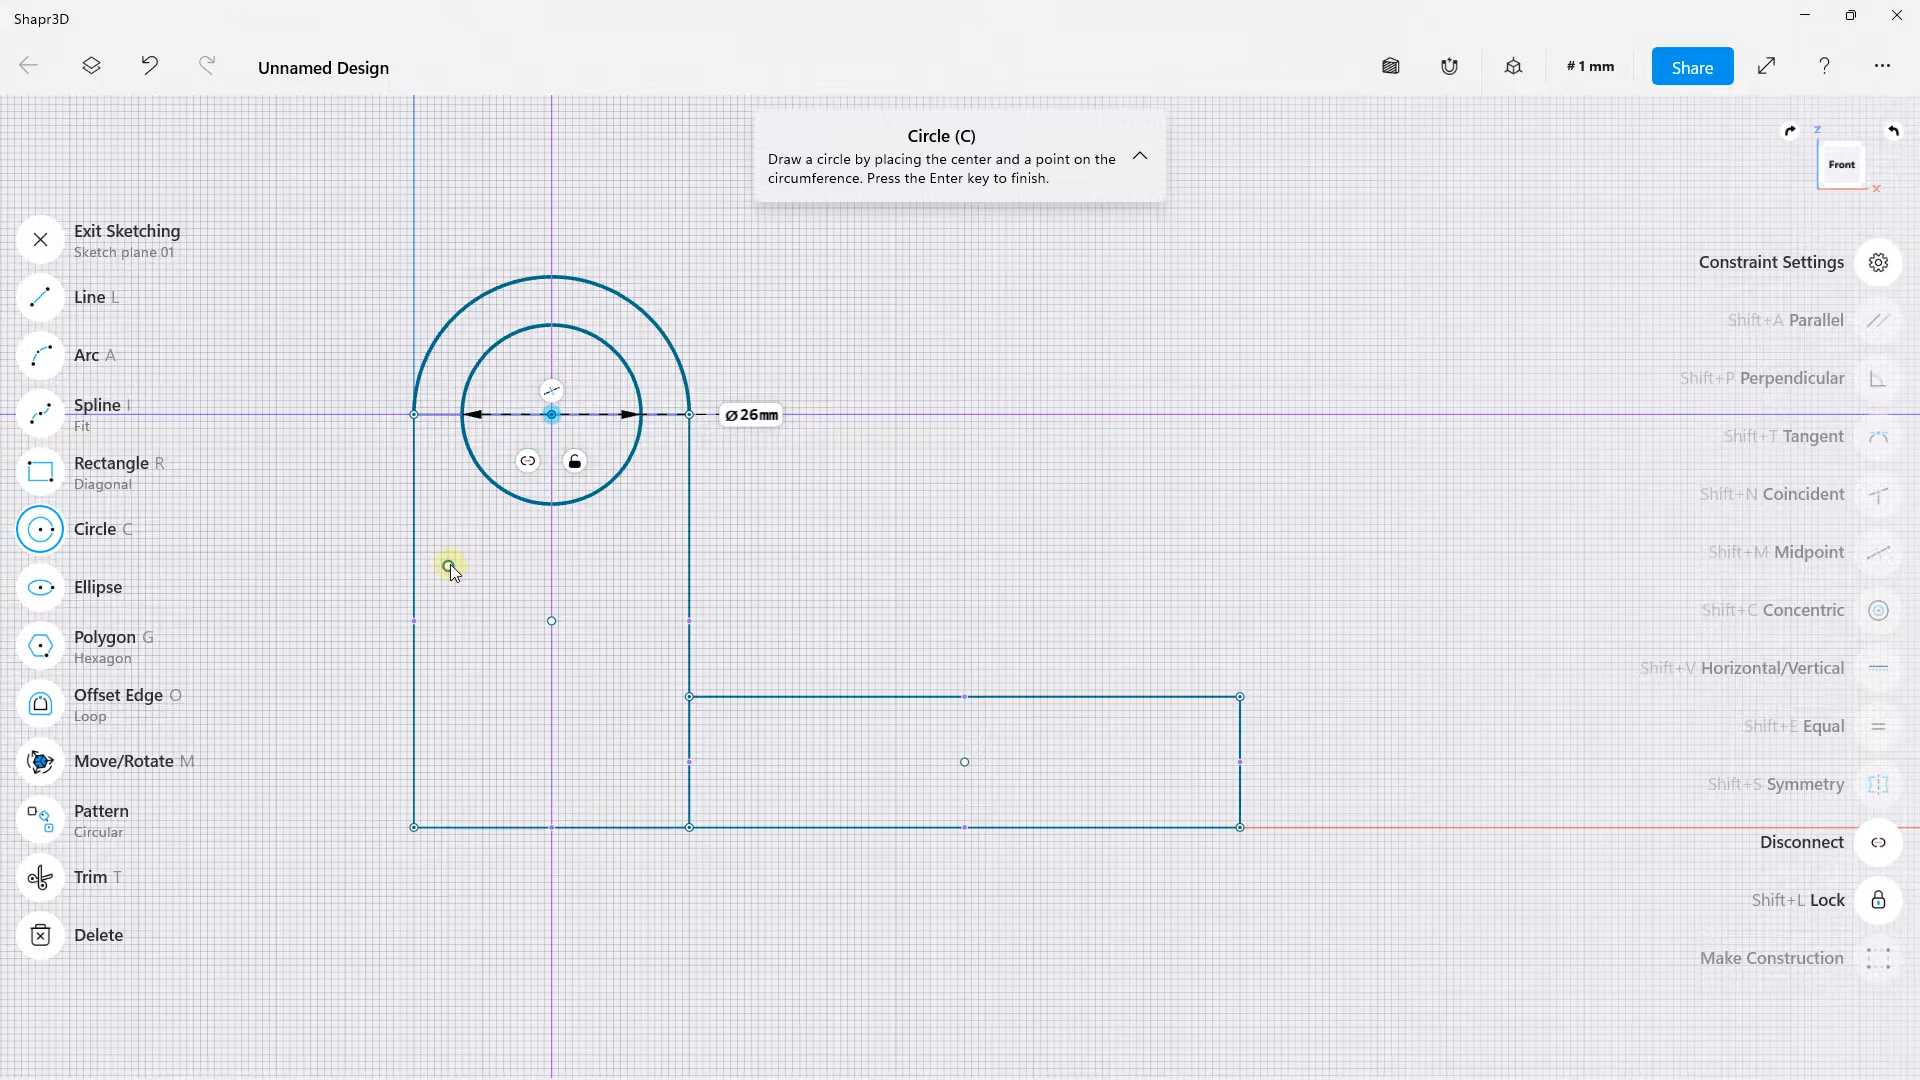 Shapr3D
Unnamed Design
# 1 mm
Share
?
Circle (C)
Draw a circle by placing the center and a point on the
circumference. Press the Enter key to finish.
Z
Front
X
Exit Sketching
Sketch plane 01
Line L
Arc A
Spline I
Fit
Rectangle R
Diagonal
Circle C
Ellipse
Polygon G
Hexagon
Offset Edge O
Loop
Move/Rotate M
Pattern
Circular
Trim T
Delete
Ø26mm
Constraint Settings
Shift+A Parallel
Shift+P Perpendicular
Shift+T Tangent
Shift+N Coincident
Shift+M Midpoint
Shift+C Concentric
Shift+V Horizontal/Vertical
Shift+E Equal
Shift+S Symmetry
Disconnect
Shift+L Lock
Make Construction